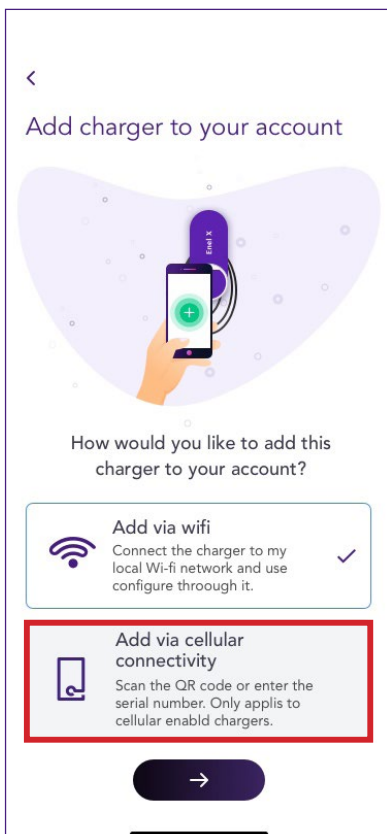 Add charger to your account
Enel X
How would you like to add this
charger to your account?
Add via wifi
Connect the charger to my
local Wi-fi network and use
configure throough it.
Add via cellular
connectivity
Scan the QR code or enter the
serial number. Only applis to
cellular enabld chargers.